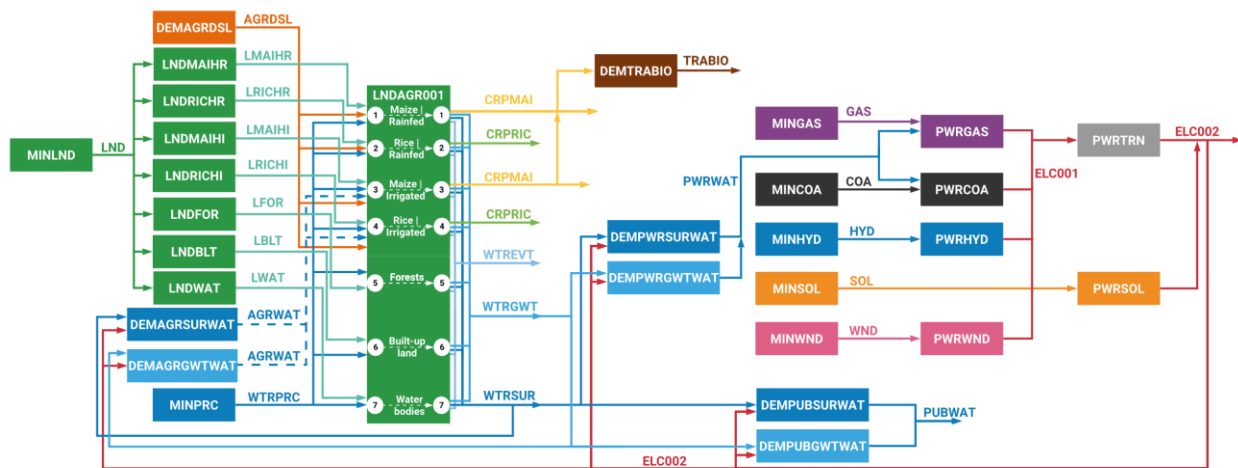 DEMAGRDSL
AGRDSL
LNDMAIHR
LMAIHR
LNDRICHR
LRICHR
MINLND
LND
LNDMAIHI
LMAIHI
LNDRICHI
LRICHI
LNDFOR
LFOR
LNDBLT
LBLT
LNDWAT
LWAT
DEMAGRSURWAT
AGRWAT
DEMAGRGWTWAT
AGRWAT
MINPRC
WTRPRC
LNDAGR001
1
Maize |
Rainfed
1
2
Rice |
Rainfed
2
3
Maize |
Irrigated
3
4
Rice |
Irrigated
4
5
Forests
5
6
Built-up
land
6
7
Water
bodies
7
CRPMAI
CRPRIC
CRPMAI
CRPRIC
WTREVT
WTRGWT
WTRSUR
DEMTRABIO
TRABIO
DEMPWRSURWAT
DEMPWRGWTWAT
PWRWAT
MINGAS
GAS
PWRGAS
MINCOA
COA
PWRCOA
MINHYD
HYD
PWRHYD
MINSOL
SOL
PWRSOL
MINWND
WND
PWRWND
ELC001
PWRTRN
ELC002
DEMPUBSURWAT
DEMPUBGWTWAT
PUBWAT
ELC002